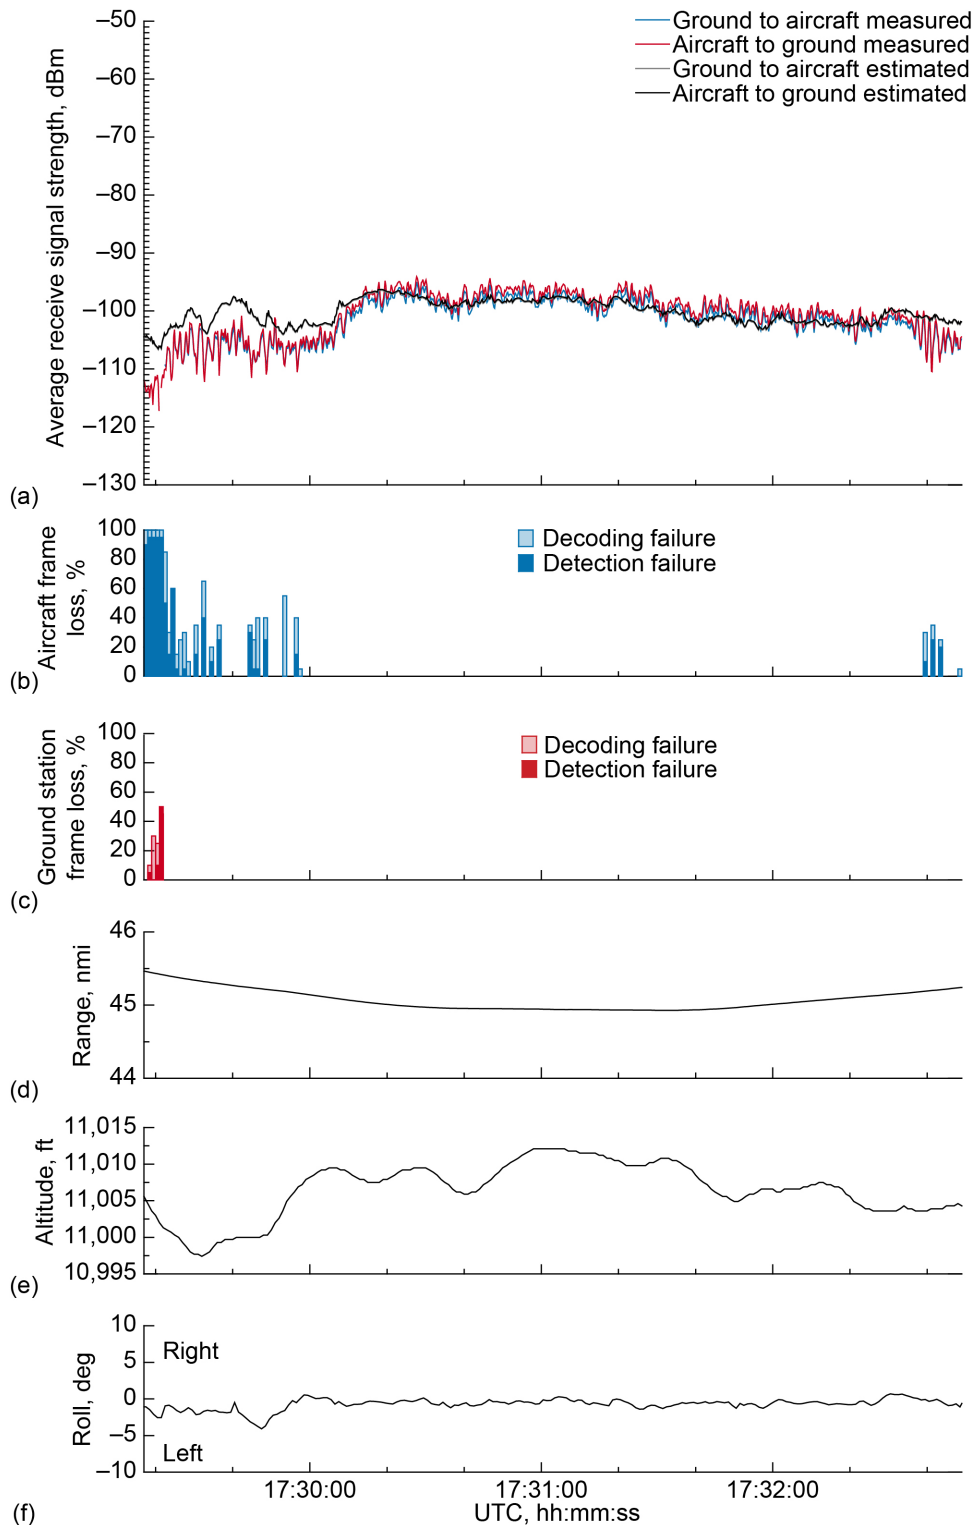 Ground to aircraft measured
Aircraft to ground measured
Ground to aircraft estimated
Aircraft to ground estimated
Average receive signal strength, dBm
–50
–60
–70
–80
–90
–100
–110
–120
–130
(a)
Aircraft frame
loss, %
100
80
60
40
20
0
Decoding failure
Detection failure
(b)
Ground station
frame loss, %
100
80
60
40
20
0
Decoding failure
Detection failure
(c)
Range, nmi
46
45
44
(d)
Altitude, ft
11,015
11,010
11,005
11,000
10,995
(e)
Roll, deg
10
5
0
–5
–10
Right
Left
17:30:00
17:31:00
17:32:00
UTC, hh:mm:ss
(f)